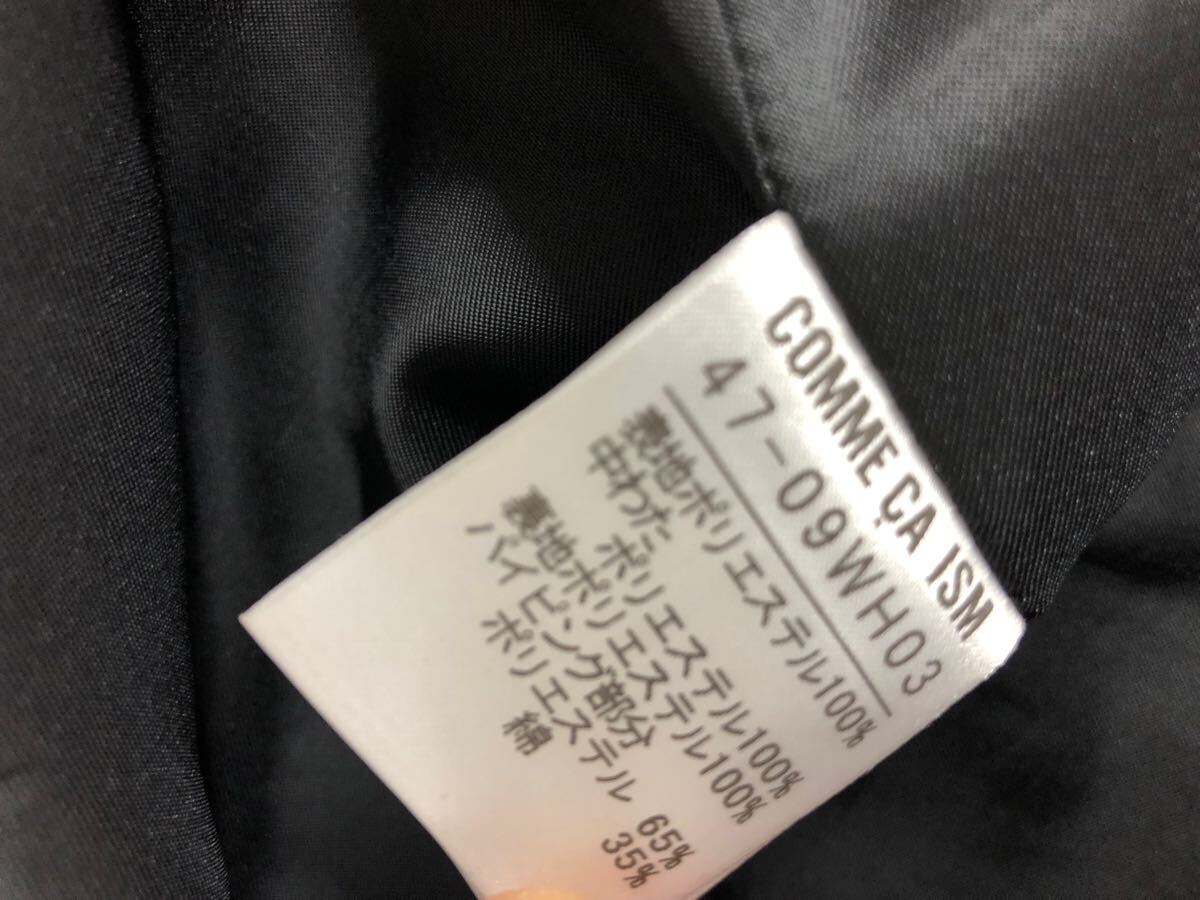 COMME ÇA ISM
47-09WH03
表地ポリエステル100%
中わた ポリエステル100%
裏地ポリエステル100%
パイピング部分
ポリエステル 65%
綿 35%